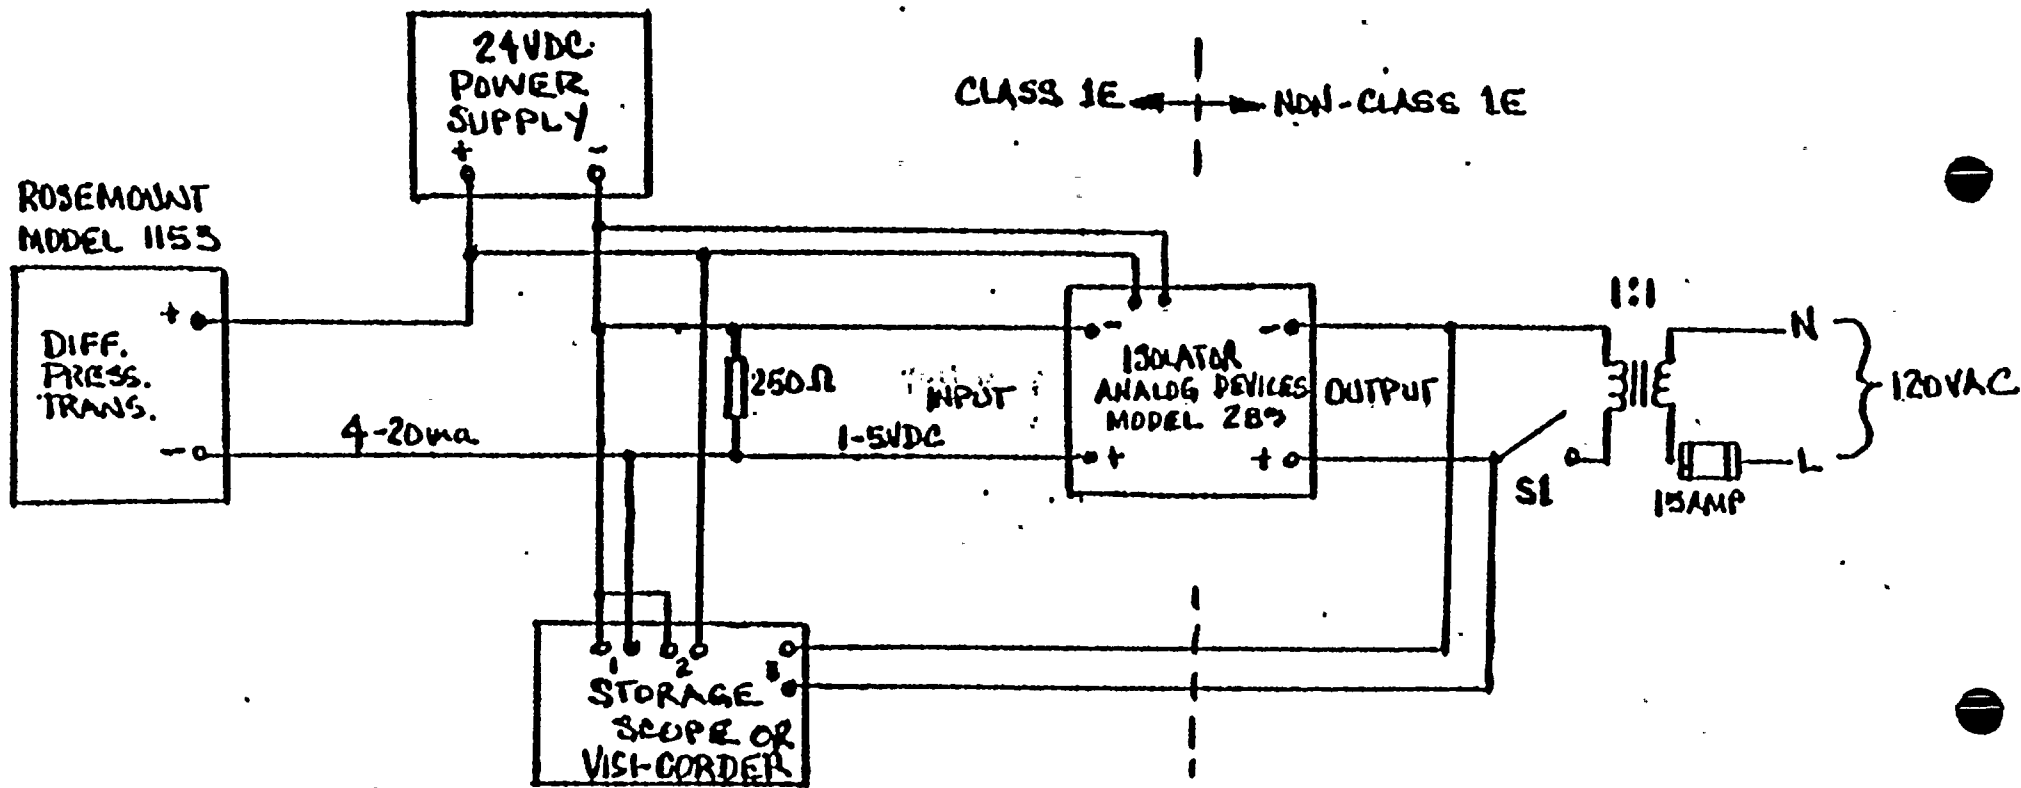 24VDC
POWER
SUPPLY
+ -
CLASS 1E
NON-CLASS 1E
ROSEMOUNT
MODEL 1153
+
DIFF.
PRESS.
TRANS.
-
4-20ma
250Ω
INPUT
1-5VDC
-
+
ISOLATOR
ANALOG DEVICES
MODEL 289
-
+
OUTPUT
S1
1:1
N
L
120VAC
15AMP
1
2
3
STORAGE
SCOPE OR
VISI-CORDER